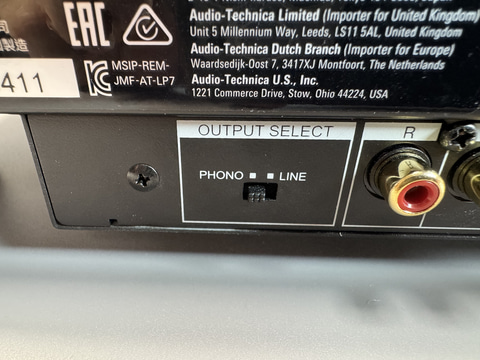 Audio-Technica Limited (Importer for United Kingdom)
Unit 5 Millennium Way, Leeds, LS11 5AL, United Kingdom
Audio-Technica Dutch Branch (Importer for Europe)
Waardsedijk-Oost 7, 3417XJ Montfoort, The Netherlands
Audio-Technica U.S., Inc.
1221 Commerce Drive, Stow, Ohio 44224, USA
EAC
MSIP-REM-
JMF-AT-LP7
411
OUTPUT SELECT
PHONO
LINE
R